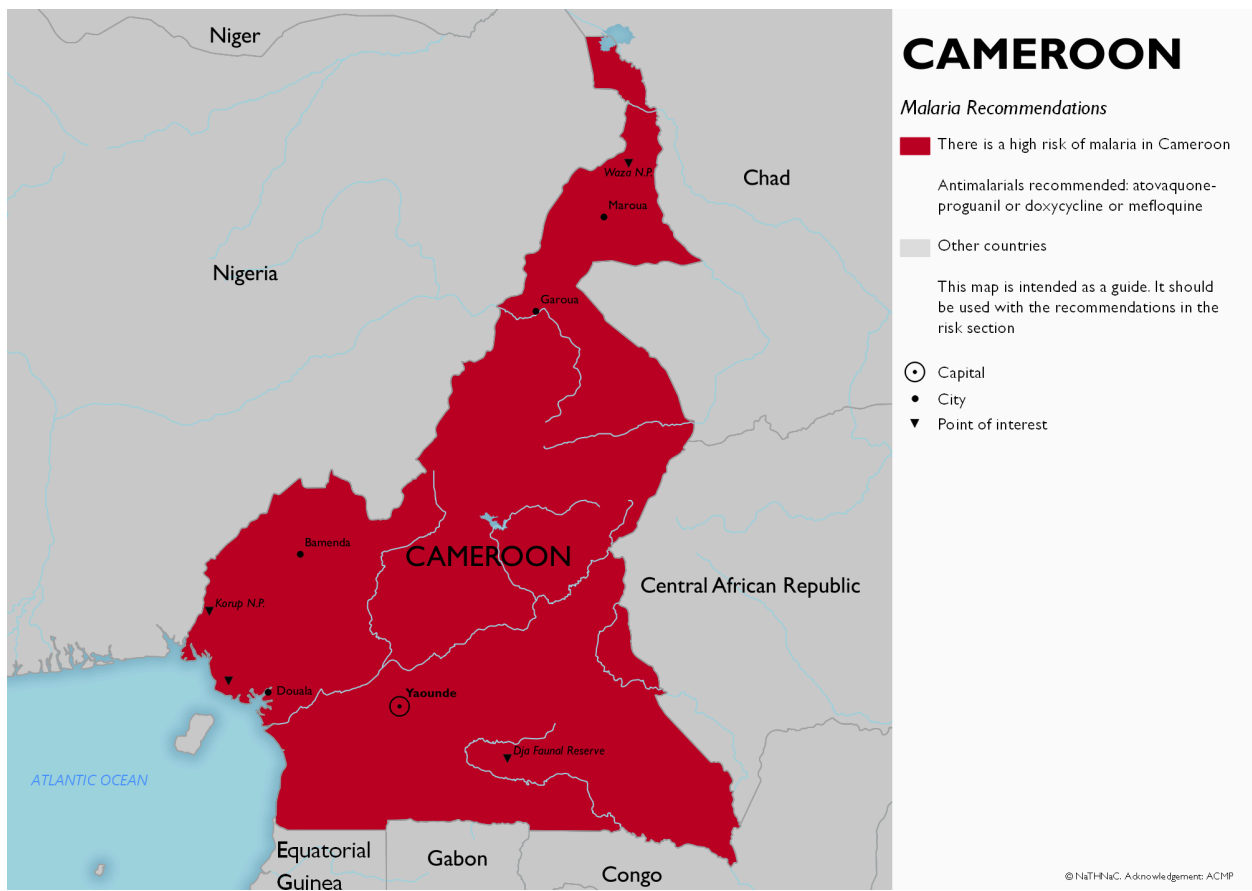 Niger
Chad
Nigeria
Waza N.P.
Maroua
Garoua
Bamenda
CAMEROON
Central African Republic
Korup N.P.
Douala
Yaounde
Dja Faunal Reserve
ATLANTIC OCEAN
Equatorial
Guinea
Gabon
Congo
CAMEROON
Malaria Recommendations
There is a high risk of malaria in Cameroon
Antimalarials recommended: atovaquone-
proguanil or doxycycline or mefloquine
Other countries
This map is intended as a guide. It should
be used with the recommendations in the
risk section
Capital
City
Point of interest
© NaTHNaC. Acknowledgement: ACMP